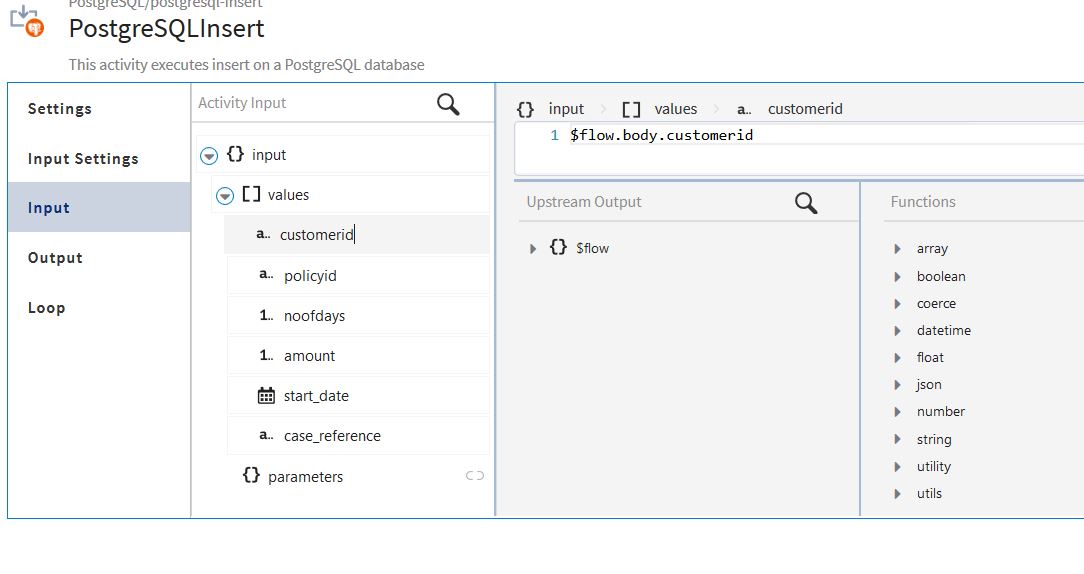 PostgreSQL/postgresql-insert
PostgreSQLInsert
This activity executes insert on a PostgreSQL database
Settings
Input Settings
Input
Output
Loop
Activity Input
{} input
[] values
a.. customerid
a.. policyid
1.. noofdays
1.. amount
start_date
a.. case_reference
{} parameters
{} input > [] values > a.. customerid
1 $flow.body.customerid
Upstream Output
{} $flow
Functions
array
boolean
coerce
datetime
float
json
number
string
utility
utils